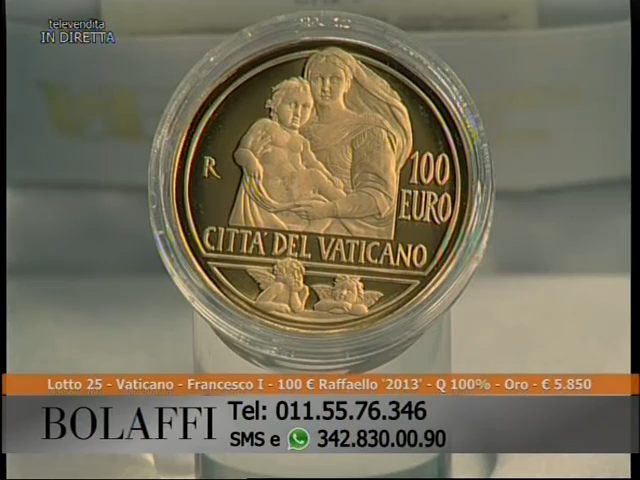 televendita
IN DIRETTA
R
100
EURO
CITTÀ DEL VATICANO
Lotto 25 - Vaticano - Francesco I - 100 € Raffaello '2013' - Q 100% - Oro - € 5.850
BOLAFFI
Tel: 011.55.76.346
SMS e 342.830.00.90